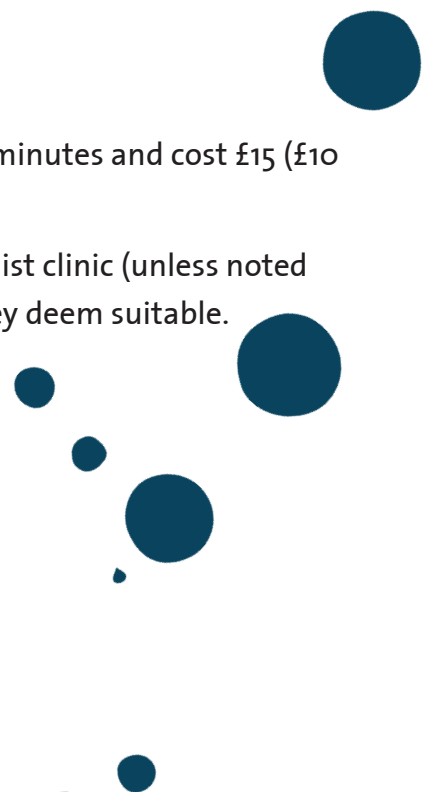 minutes and cost £15 (£10
ist clinic (unless noted
ey deem suitable.